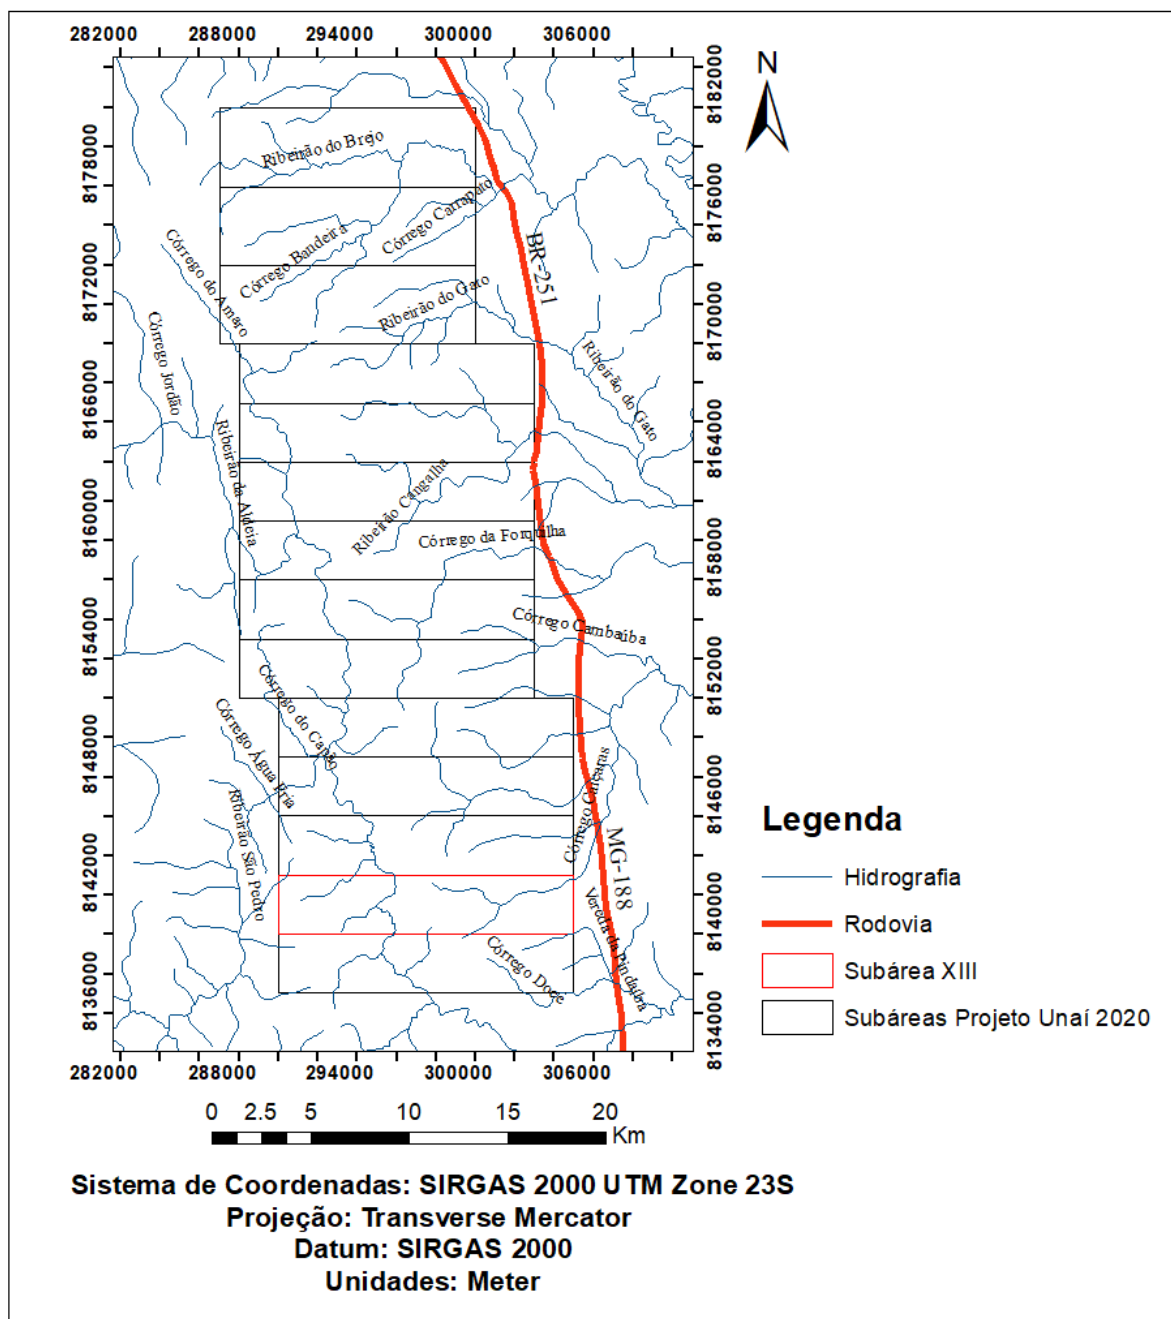 282000 288000 294000 300000 306000
N
8182000
8178000
8176000
8172000
8170000
8166000
8164000
8160000
8158000
8154000
8152000
8148000
8146000
8142000
8140000
8136000
8134000
Ribeirão do Brejo
Córrego Carrapato
Córrego Bandeira
Córrego do Amaro
BR-251
Ribeirão do Gato
Córrego Jordão
Ribeirão do Gato
Ribeirão da Aldeia
Ribeirão Cangalha
Córrego da Forquilha
Córrego Cambaúba
Córrego do Capão
Córrego Água Fria
Córrego Caiçaras
Ribeirão São Pedro
MG-188
Vereda da Pindaíba
Córrego Doce
282000 288000 294000 300000 306000
Legenda
Hidrografia
Rodovia
Subárea XIII
Subáreas Projeto Unaí 2020
0 2.5 5 10 15 20
Km
Sistema de Coordenadas: SIRGAS 2000 UTM Zone 23S
Projeção: Transverse Mercator
Datum: SIRGAS 2000
Unidades: Meter